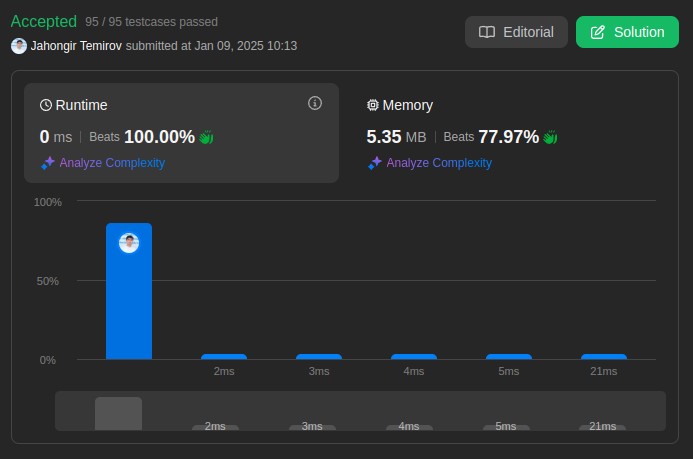 Accepted 95 / 95 testcases passed
Jahongir Temirov submitted at Jan 09, 2025 10:13
Editorial
Solution
Runtime
0 ms | Beats 100.00%
Analyze Complexity
Memory
5.35 MB | Beats 77.97%
Analyze Complexity
100%
50%
0%
2ms 3ms 4ms 5ms 21ms
2ms 3ms 4ms 5ms 21ms